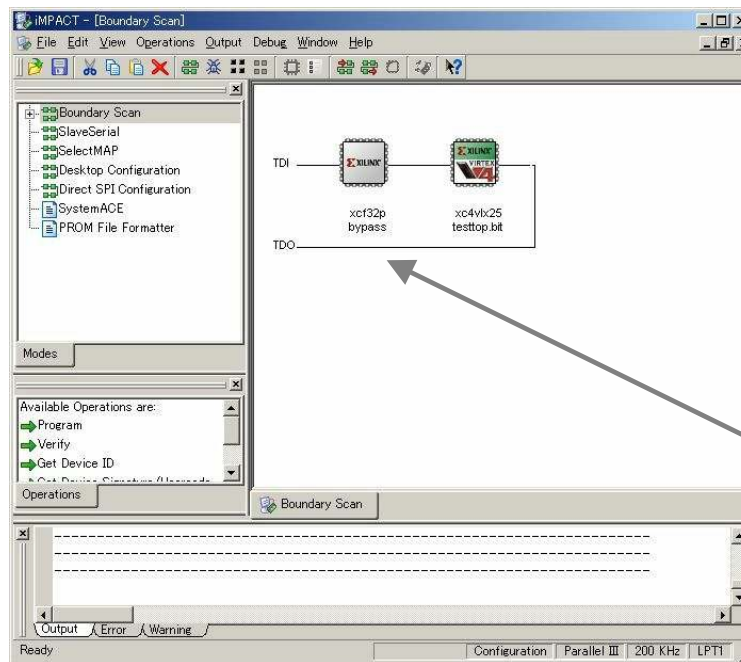 iMPACT - [Boundary Scan]
File Edit View Operations Output Debug Window Help
Boundary Scan
SlaveSerial
SelectMAP
Desktop Configuration
Direct SPI Configuration
SystemACE
PROM File Formatter
Modes
TDI
XILINX
XILINX
VIRTEX
4
xcf32p
bypass
xc4vlx25
testtop.bit
TDO
Available Operations are:
Program
Verify
Get Device ID
Operations
Boundary Scan
Output Error Warning
Ready
Configuration Parallel III 200 KHz LPT1